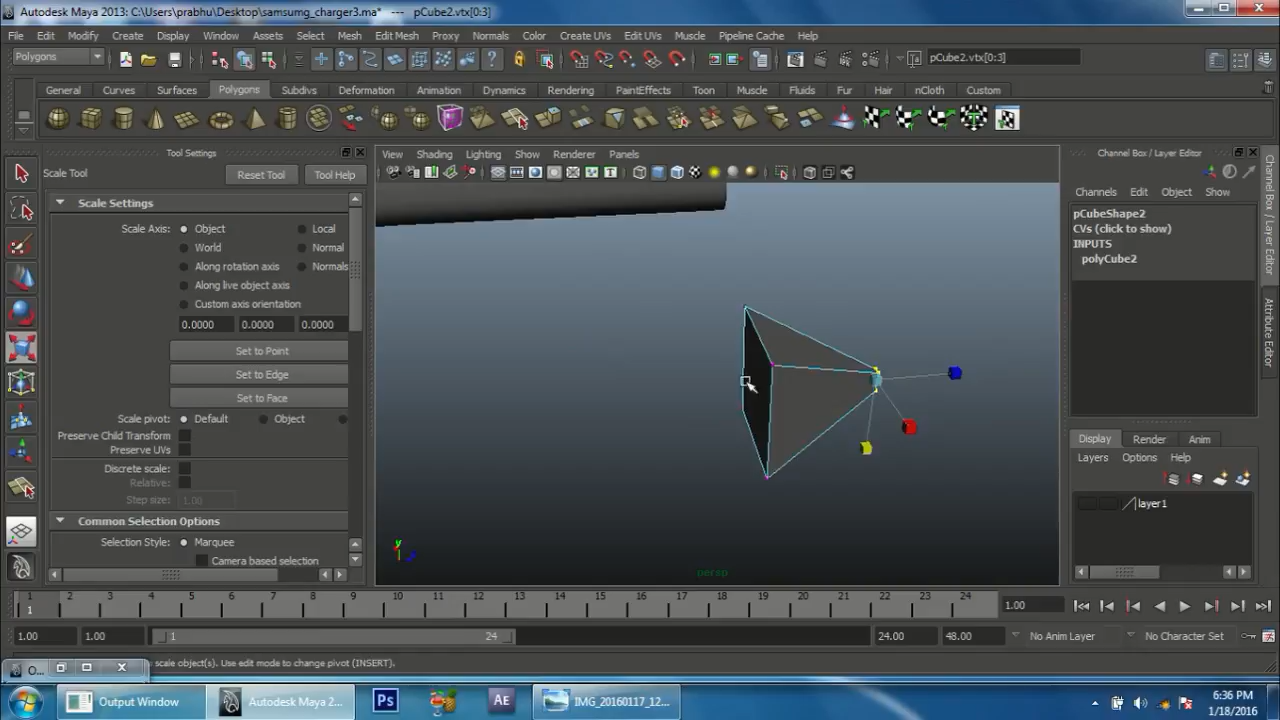 Autodesk Maya 2013: C:\Users\prabhu\Desktop\samsumg_charger3.ma* --- pCube2.vtx[0:3]
File Edit Modify Create Display Window Assets Select Mesh Edit Mesh Proxy Normals Color Create UVs Edit UVs Muscle Pipeline Cache Help
Polygons
pCube2.vtx[0:3]
General Curves Surfaces Polygons Subdivs Deformation Animation Dynamics Rendering PaintEffects Toon Muscle Fluids Fur Hair nCloth Custom
Tool Settings
Scale Tool
Reset Tool
Tool Help
Scale Settings
Scale Axis: Object Local
World Normal
Along rotation axis Normals
Along live object axis
Custom axis orientation
0.0000 0.0000 0.0000
Set to Point
Set to Edge
Set to Face
Scale pivot: Default Object
Preserve Child Transform
Preserve UVs
Discrete scale:
Relative:
Step size: 1.00
Common Selection Options
Selection Style: Marquee
Camera based selection
View Shading Lighting Show Renderer Panels
y
persp
Channel Box / Layer Editor
Channels Edit Object Show
pCubeShape2
CVs (click to show)
INPUTS
polyCube2
Display Render Anim
Layers Options Help
layer1
Channel Box / Layer Editor
Attribute Editor
1 2 3 4 5 6 7 8 9 10 11 12 13 14 15 16 17 18 19 20 21 22 23 24
1
1.00
1.00 1.00 1 24 24.00 48.00 No Anim Layer No Character Set
O...
scale object(s). Use edit mode to change pivot (INSERT).
Output Window
Autodesk Maya 2...
Ps
AE
IMG_20160117_12...
6:36 PM
1/18/2016